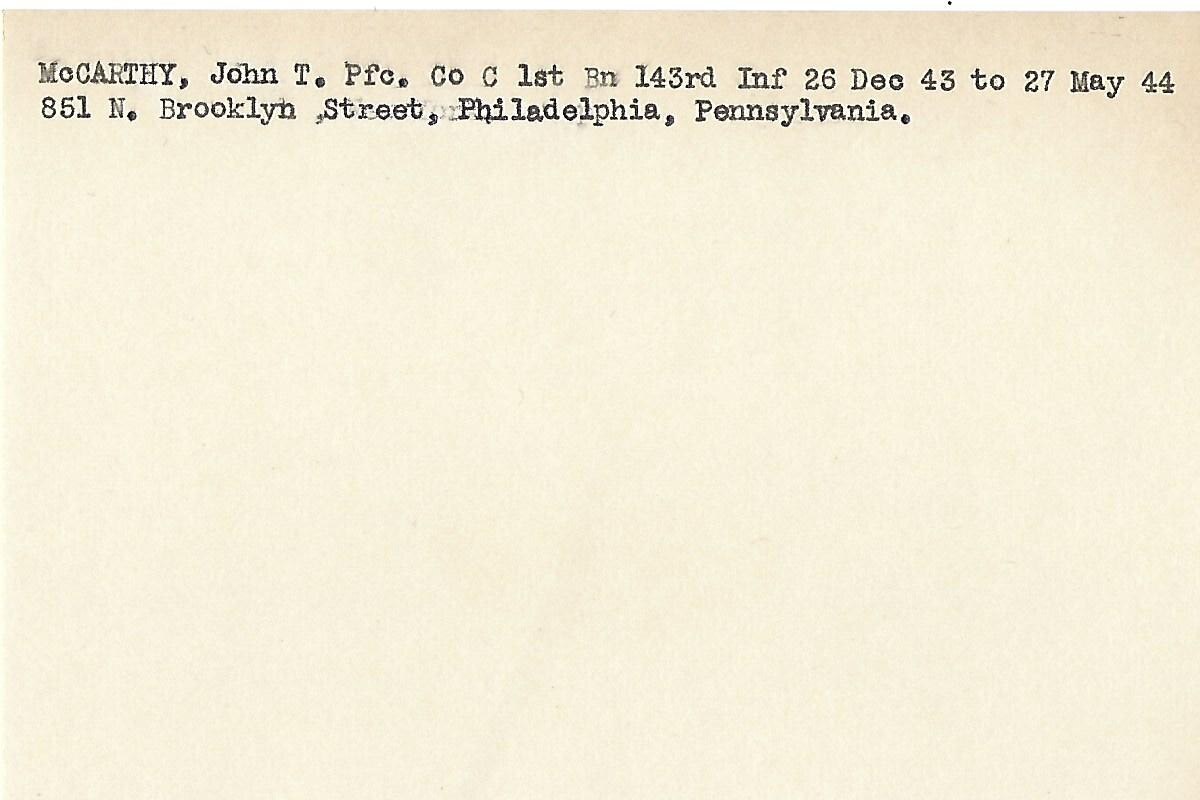 McCARTHY, John T. Pfc. Co C 1st Bn 143rd Inf 26 Dec 43 to 27 May 44
851 N. Brooklyn ,Street, Philadelphia, Pennsylvania.